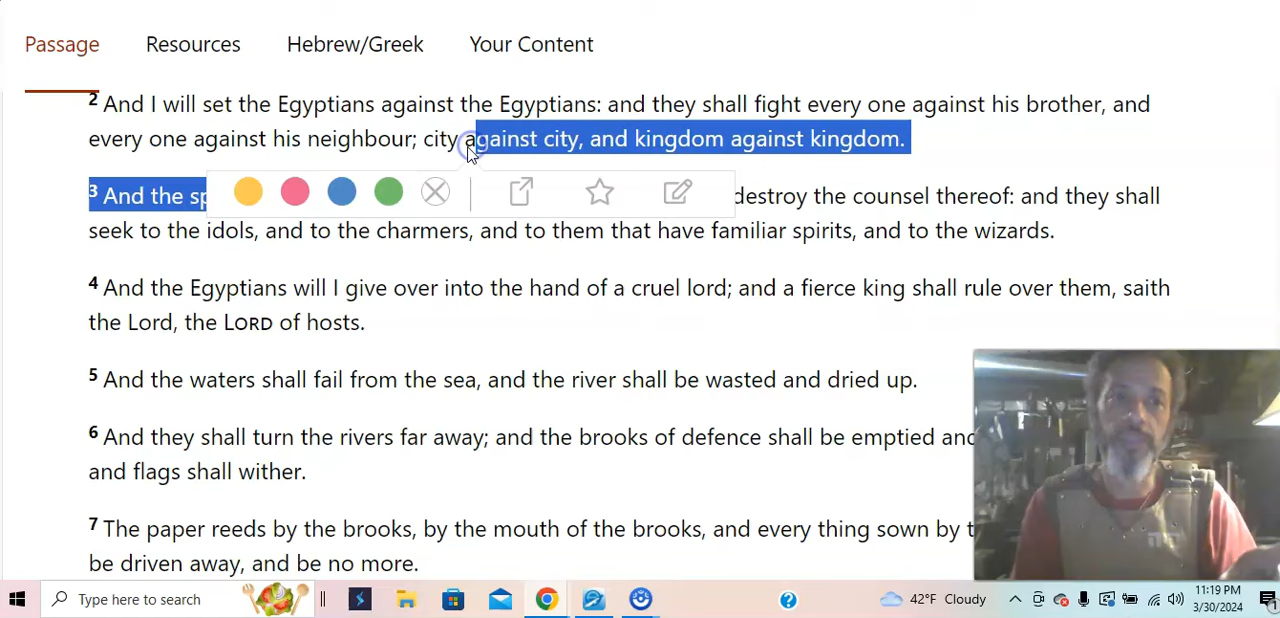 Passage Resources Hebrew/Greek Your Content
2 And I will set the Egyptians against the Egyptians: and they shall fight every one against his brother, and
every one against his neighbour; city against city, and kingdom against kingdom.
3 And the sp destroy the counsel thereof: and they shall
seek to the idols, and to the charmers, and to them that have familiar spirits, and to the wizards.
4 And the Egyptians will I give over into the hand of a cruel lord; and a fierce king shall rule over them, saith
the Lord, the LORD of hosts.
5 And the waters shall fail from the sea, and the river shall be wasted and dried up.
6 And they shall turn the rivers far away; and the brooks of defence shall be emptied and
and flags shall wither.
7 The paper reeds by the brooks, by the mouth of the brooks, and every thing sown by t
be driven away, and be no more.
Type here to search
42°F Cloudy
11:19 PM
3/30/2024
1